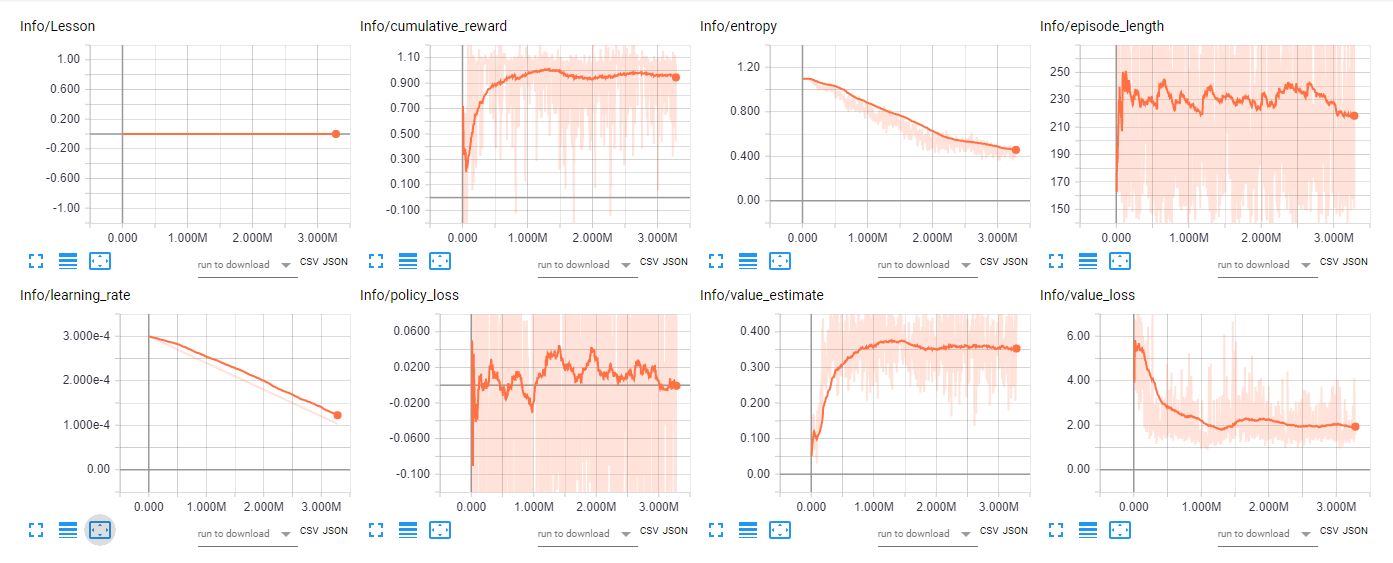 Info/Lesson
1.00
0.600
0.200
-0.200
-0.600
-1.00
0.000 1.000M 2.000M 3.000M
run to download CSV JSON
Info/cumulative_reward
1.10
0.900
0.700
0.500
0.300
0.100
-0.100
0.000 1.000M 2.000M 3.000M
run to download CSV JSON
Info/entropy
1.20
0.800
0.400
0.00
0.000 1.000M 2.000M 3.000M
run to download CSV JSON
Info/episode_length
250
230
210
190
170
150
0.000 1.000M 2.000M 3.000M
run to download CSV JSON
Info/learning_rate
3.000e-4
2.000e-4
1.000e-4
0.00
0.000 1.000M 2.000M 3.000M
run to download CSV JSON
Info/policy_loss
0.0600
0.0200
-0.0200
-0.0600
-0.100
0.000 1.000M 2.000M 3.000M
run to download CSV JSON
Info/value_estimate
0.400
0.300
0.200
0.100
0.00
0.000 1.000M 2.000M 3.000M
run to download CSV JSON
Info/value_loss
6.00
4.00
2.00
0.00
0.000 1.000M 2.000M 3.000M
run to download CSV JSON